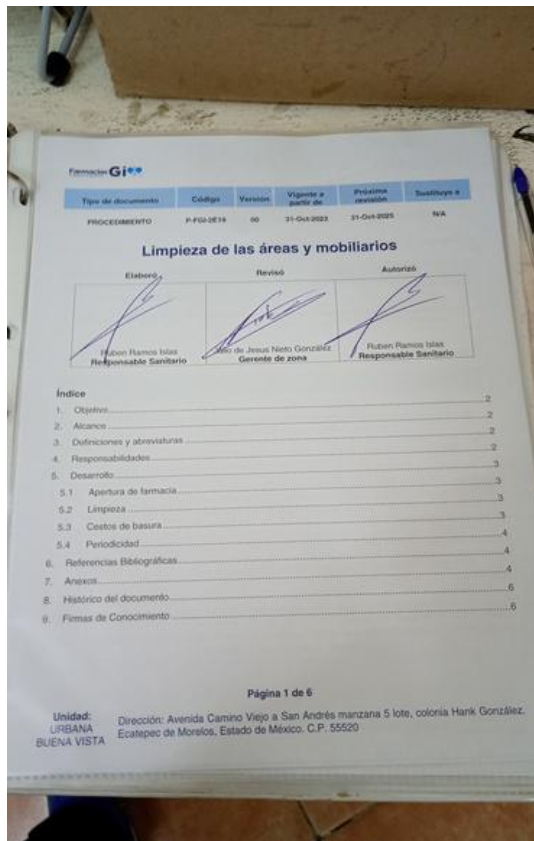 Farmacias Gi
Tipo de documento Código Versión Vigente a partir de Próxima revisión Sustituye a
PROCEDIMIENTO P-FGI-2E19 00 31-Oct-2023 31-Oct-2025 N/A
Limpieza de las áreas y mobiliarios
Elaboró Revisó Autorizó
Ruben Ramos Islas de Jesus Nieto González Ruben Ramos Islas
Responsable Sanitario Gerente de zona Responsable Sanitario
Índice
1. Objetivo 2
2. Alcance 2
3. Definiciones y abreviaturas 2
4. Responsabilidades 2
5. Desarrollo 3
5.1 Apertura de farmacia 3
5.2 Limpieza 3
5.3 Cestos de basura 3
5.4 Periodicidad 4
6. Referencias Bibliográficas 4
7. Anexos 4
8. Histórico del documento 6
9. Firmas de Conocimiento 6
Página 1 de 6
Unidad:
URBANA
BUENA VISTA
Dirección: Avenida Camino Viejo a San Andrés manzana 5 lote, colonia Hank González.
Ecatepec de Morelos, Estado de México. C.P. 55520